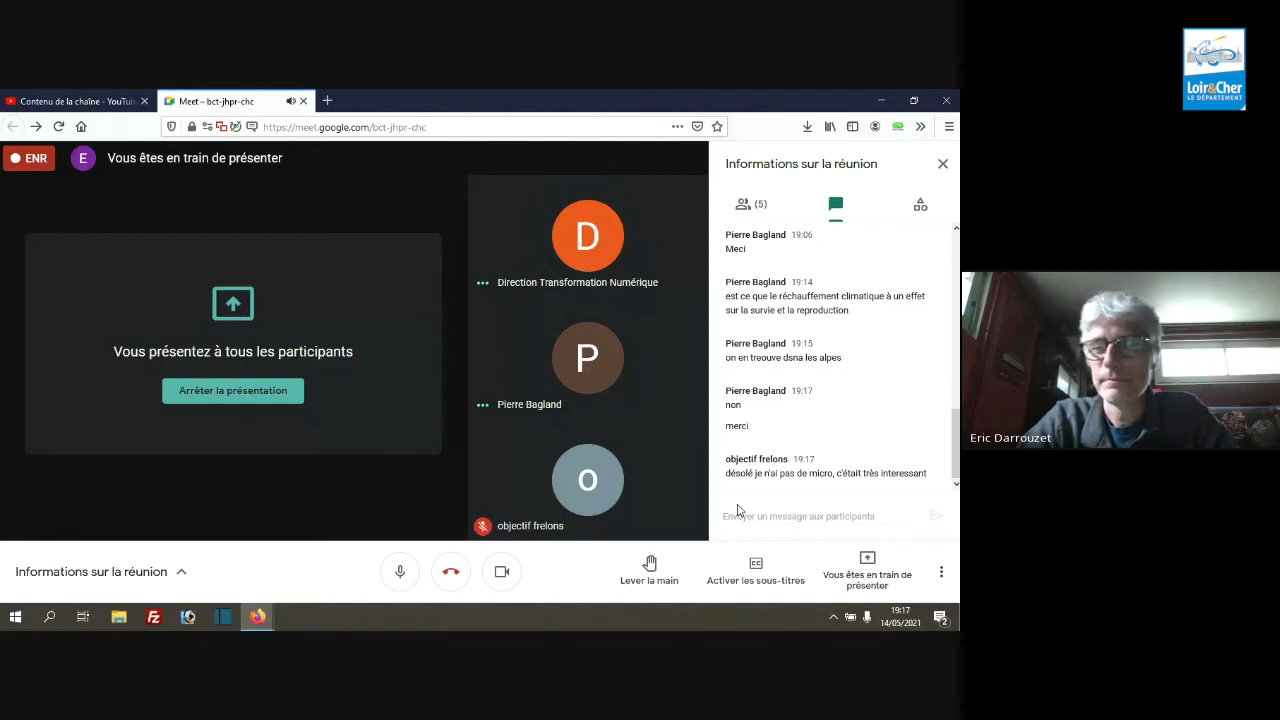 Loir&Cher
LE DÉPARTEMENT
Contenu de la chaîne - YouTub
Meet – bct-jhpr-chc
https://meet.google.com/bct-jhpr-chc
ENR
E
Vous êtes en train de présenter
Informations sur la réunion
(5)
D
Direction Transformation Numérique
Vous présentez à tous les participants
Arrêter la présentation
P
Pierre Bagland
o
objectif frelons
Pierre Bagland 19:06
Meci
Pierre Bagland 19:14
est ce que le réchauffement climatique à un effet
sur la survie et la reproduction
Pierre Bagland 19:15
on en treouve dsna les alpes
Pierre Bagland 19:17
non
merci
objectif frelons 19:17
désolé je n'ai pas de micro, c'était très interessant
Envoyer un message aux participants
Eric Darrouzet
Informations sur la réunion
Lever la main
Activer les sous-titres
Vous êtes en train de
présenter
Fz
19:17
14/05/2021
2